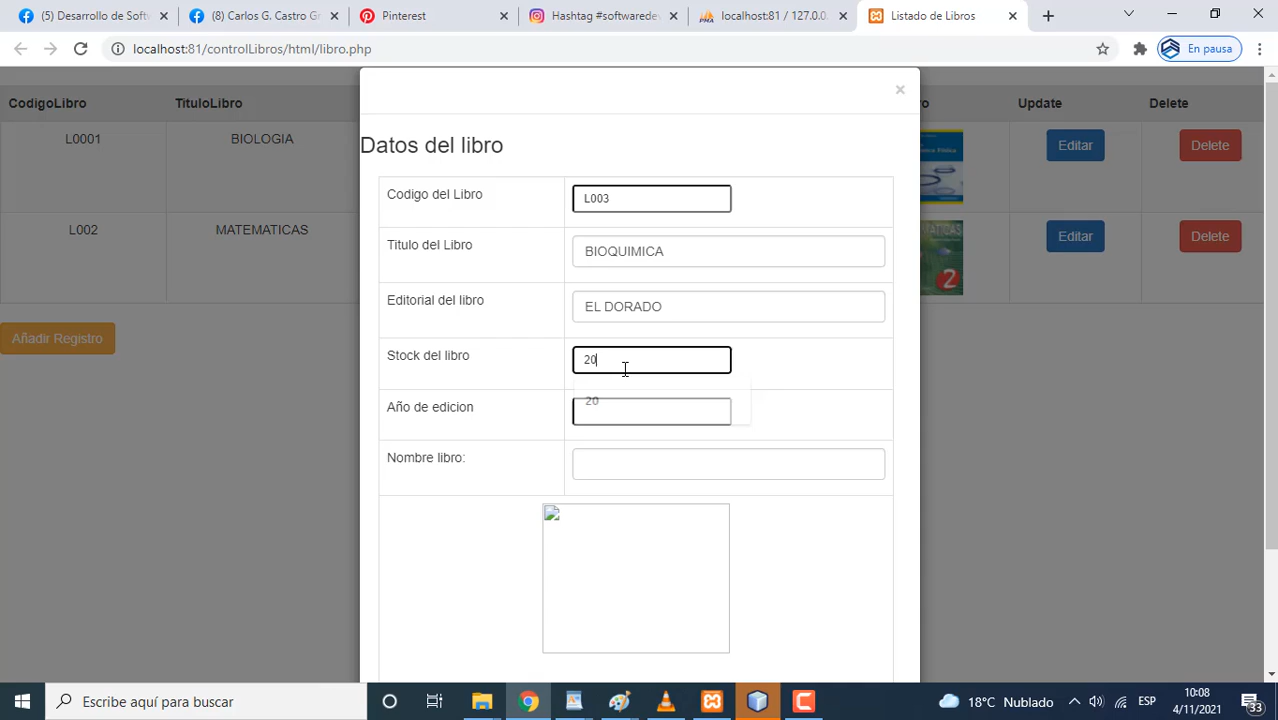 (5) Desarrollo de Softw
(8) Carlos G. Castro G
Pinterest
Hashtag #softwarede
localhost:81 / 127.0.0.
Listado de Libros
localhost:81/controlLibros/html/libro.php
En pausa
CodigoLibro TituloLibro ro Update Delete
L0001 BIOLOGIA Editar Delete
L002 MATEMATICAS 2 Editar Delete
Añadir Registro
×
Datos del libro
Codigo del Libro L003
Titulo del Libro BIOQUIMICA
Editorial del libro EL DORADO
Stock del libro 20
20
Año de edicion
Nombre libro:
Escribe aquí para buscar
18°C Nublado
ESP
10:08
4/11/2021
33